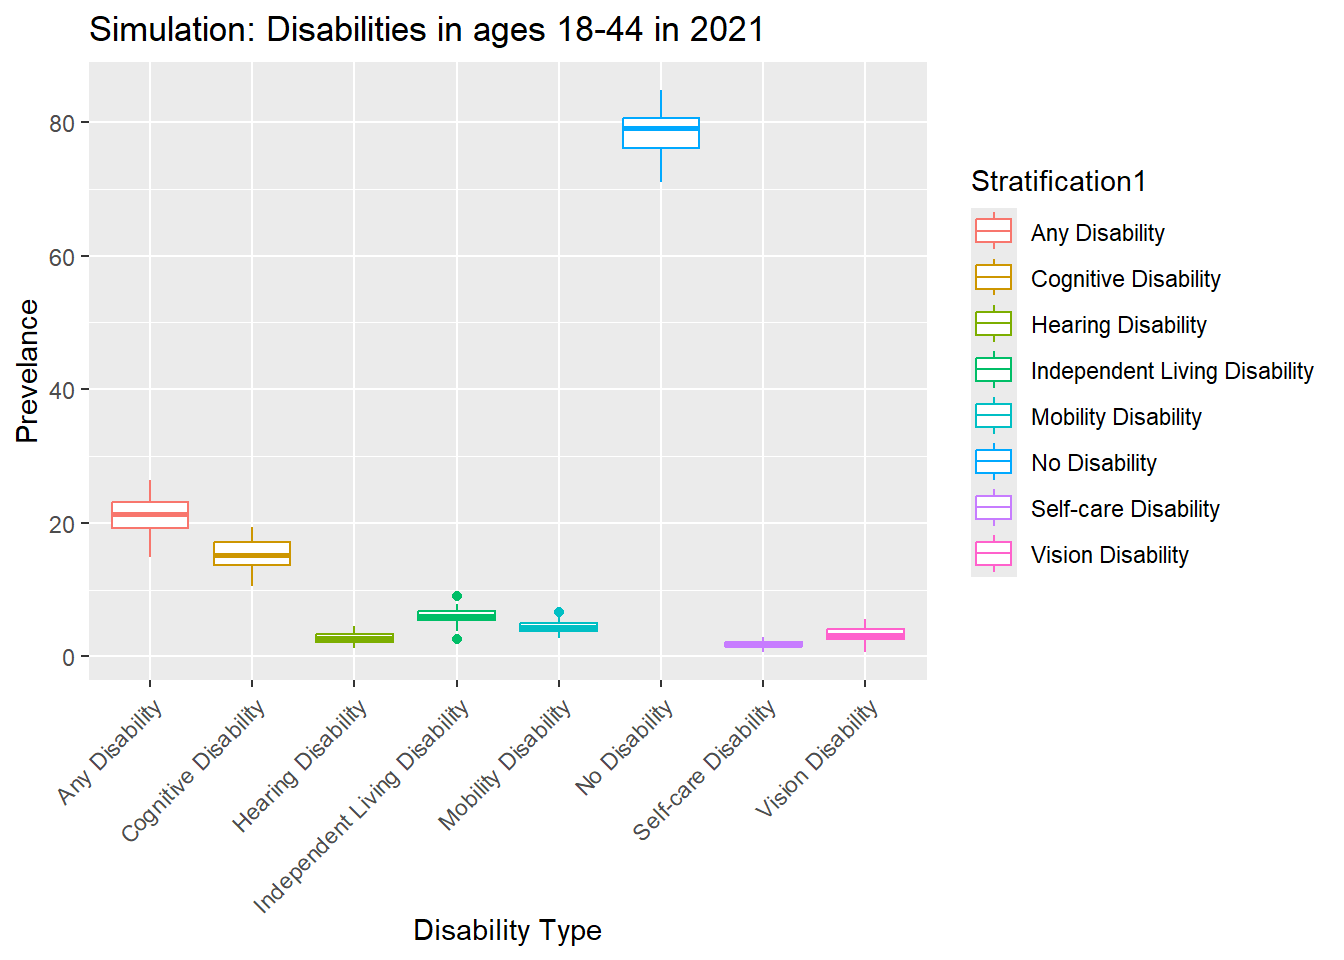 Simulation: Disabilities in ages 18-44 in 2021
Prevelance
80
60
40
20
0
Any Disability
Cognitive Disability
Hearing Disability
Independent Living Disability
Mobility Disability
No Disability
Self-care Disability
Vision Disability
Disability Type
Stratification1
Any Disability
Cognitive Disability
Hearing Disability
Independent Living Disability
Mobility Disability
No Disability
Self-care Disability
Vision Disability